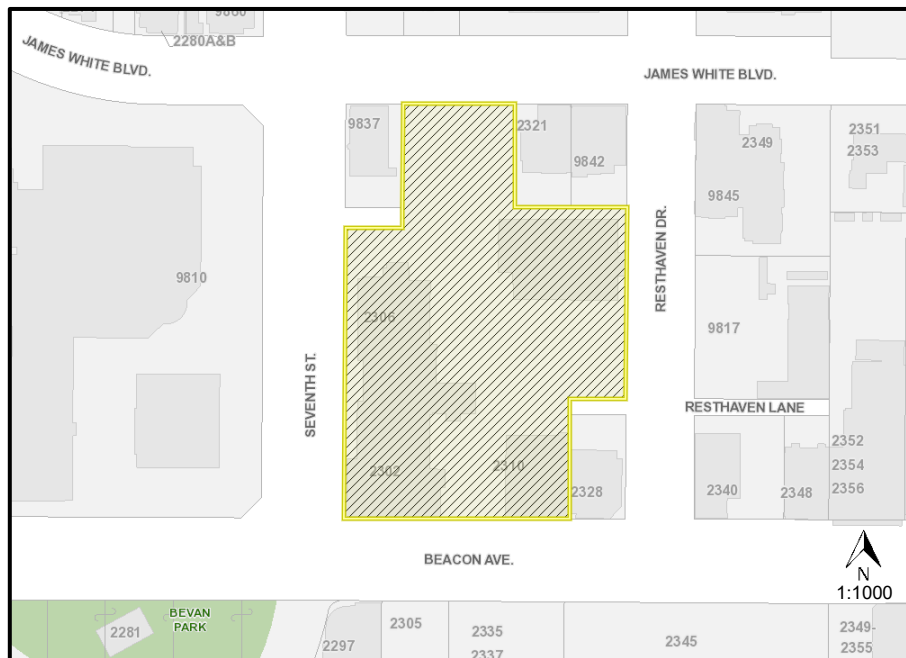 2280A&B
JAMES WHITE BLVD.
JAMES WHITE BLVD.
9837
2321
9842
2349
2351
2353
9845
9810
2306
SEVENTH ST.
RESTHAVEN DR.
9817
RESTHAVEN LANE
2302
2310
2328
2340
2348
2352
2354
2356
BEACON AVE.
N
1:1000
BEVAN
PARK
2281
2297
2305
2335
2337
2345
2349-
2355